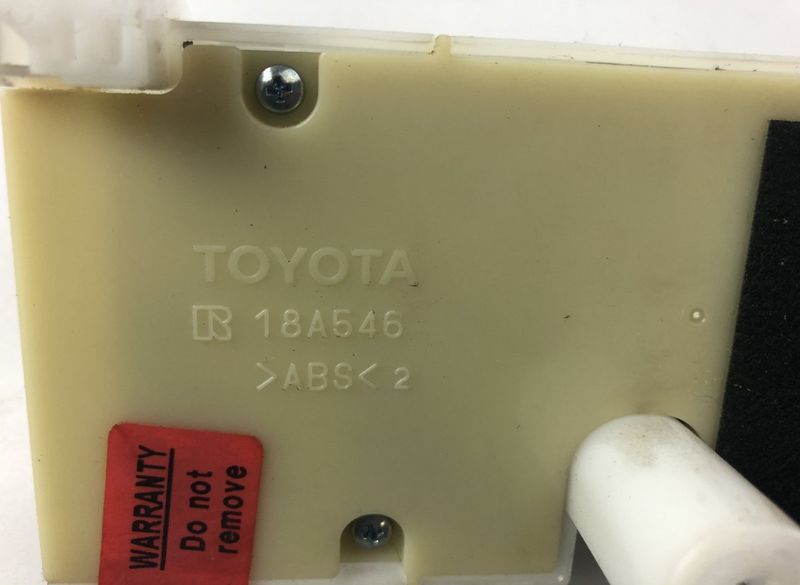 TOYOTA
R 18A546
>ABS< 2
WARRANTY
Do not
remove